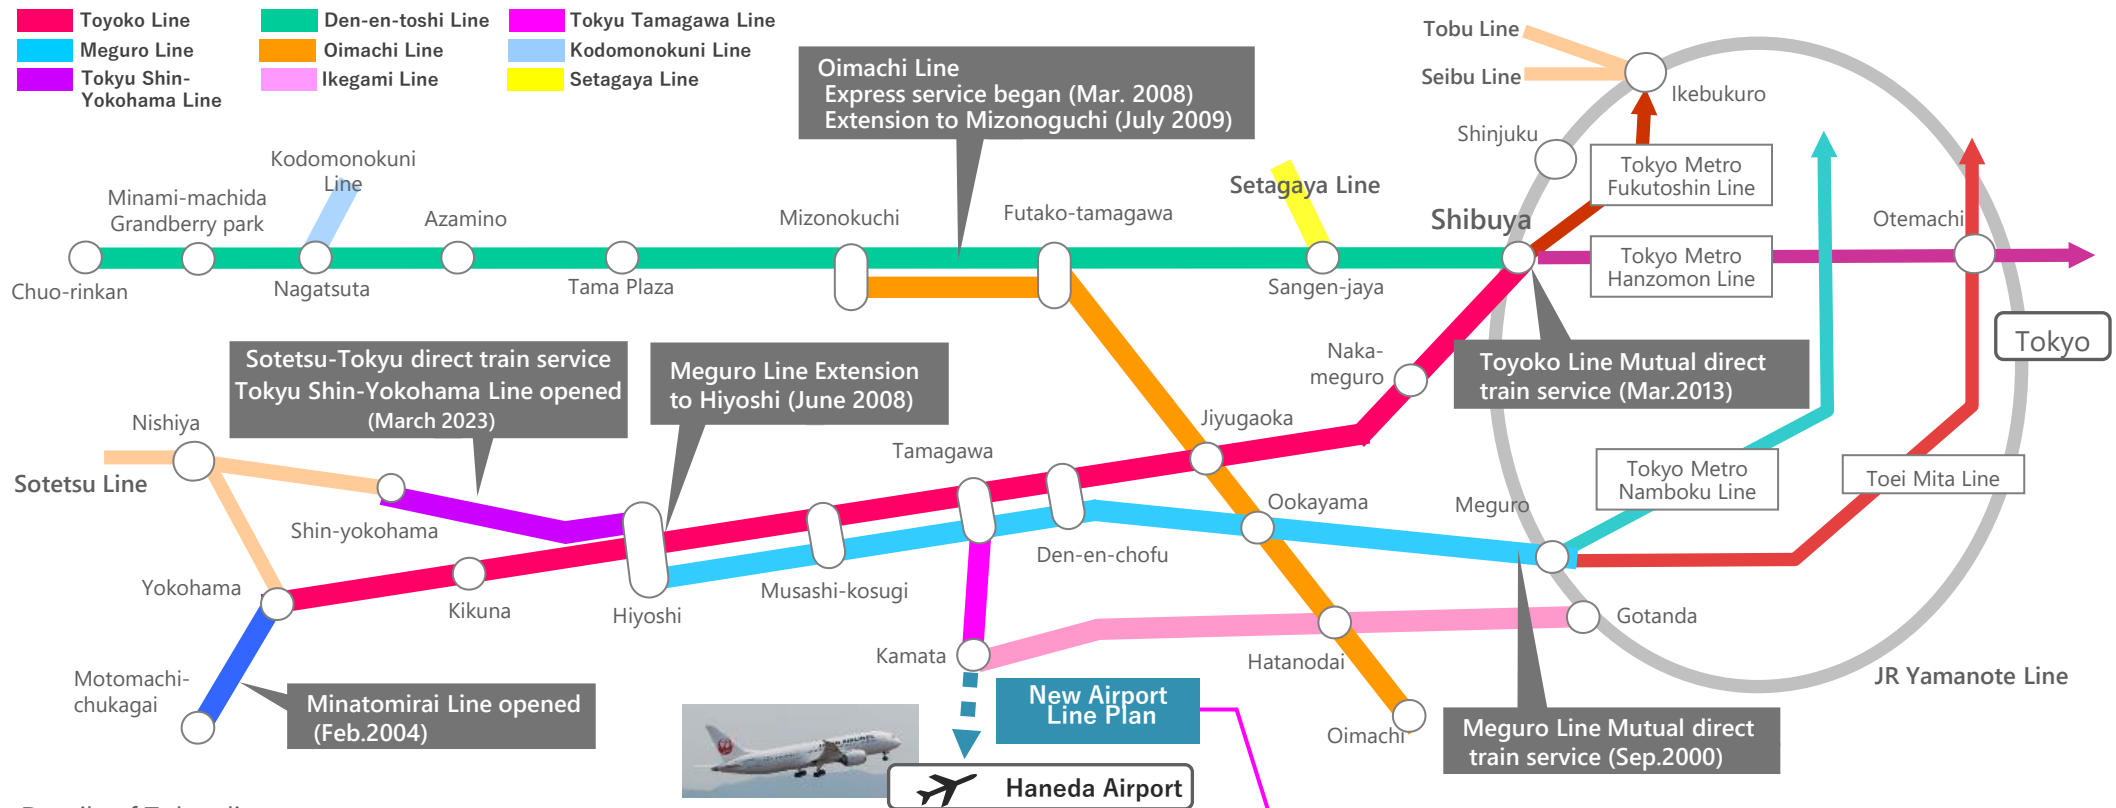 Toyoko Line
Den-en-toshi Line
Tokyu Tamagawa Line
Meguro Line
Oimachi Line
Kodomonokuni Line
Tokyu Shin-
Yokohama Line
Ikegami Line
Setagaya Line
Oimachi Line
Express service began (Mar. 2008)
Extension to Mizonoguchi (July 2009)
Tobu Line
Seibu Line
Ikebukuro
Shinjuku
Tokyo Metro
Fukutoshin Line
Kodomonokuni
Line
Setagaya Line
Minami-machida
Grandberry park
Azamino
Mizonokuchi
Futako-tamagawa
Shibuya
Otemachi
Tokyo Metro
Hanzomon Line
Chuo-rinkan
Nagatsuta
Tama Plaza
Sangen-jaya
Tokyo
Sotetsu-Tokyu direct train service
Tokyu Shin-Yokohama Line opened
(March 2023)
Meguro Line Extension
to Hiyoshi (June 2008)
Naka-
meguro
Toyoko Line Mutual direct
train service (Mar.2013)
Nishiya
Sotetsu Line
Tamagawa
Jiyugaoka
Tokyo Metro
Namboku Line
Toei Mita Line
Shin-yokohama
Ookayama
Meguro
Den-en-chofu
Yokohama
Kikuna
Hiyoshi
Musashi-kosugi
Gotanda
Kamata
Hatanodai
JR Yamanote Line
Motomachi-
chukagai
Minatomirai Line opened
(Feb.2004)
New Airport
Line Plan
Oimachi
Meguro Line Mutual direct
train service (Sep.2000)
Haneda Airport